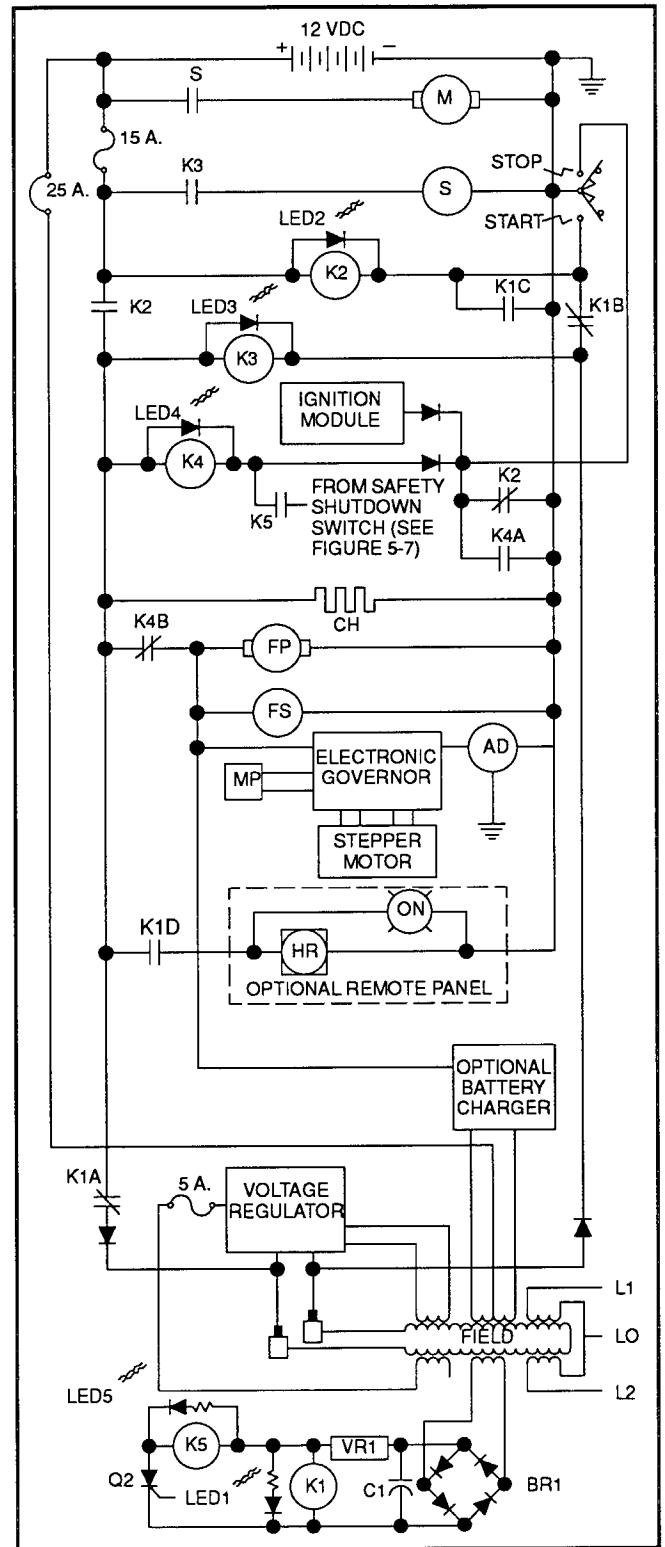 12 VDC
+ −
S
M
15 A.
25 A.
K3
S
STOP
START
LED2
K2
K2
K1C
K1B
LED3
K3
LED4
IGNITION
MODULE
K4
K5
FROM SAFETY
SHUTDOWN
SWITCH (SEE
FIGURE 5-7)
K2
K4A
CH
K4B
FP
FS
ELECTRONIC
GOVERNOR
AD
MP
STEPPER
MOTOR
ON
K1D
HR
OPTIONAL REMOTE PANEL
OPTIONAL
BATTERY
CHARGER
K1A
5 A.
VOLTAGE
REGULATOR
L1
FIELD
LO
L2
LED5
K5
VR1
Q2
LED1
K1
C1
BR1